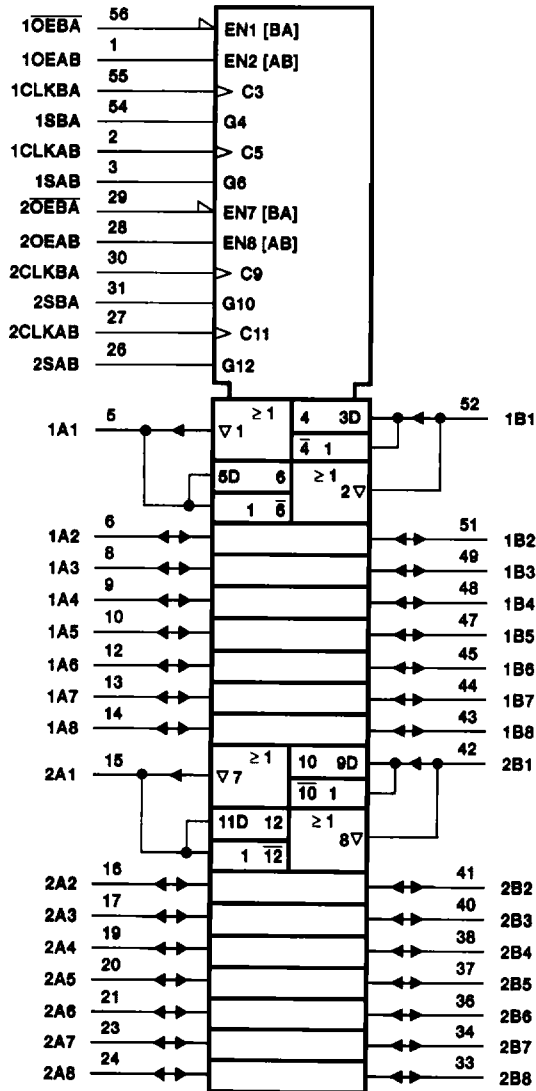 1O̅E̅B̅A̅ 56 EN1 [BA]
1OEAB 1 EN2 [AB]
1CLKBA 55 C3
1SBA 54 G4
1CLKAB 2 C5
1SAB 3 G6
2O̅E̅B̅A̅ 29 EN7 [BA]
2OEAB 28 EN8 [AB]
2CLKBA 30 C9
2SBA 31 G10
2CLKAB 27 C11
2SAB 26 G12
1A1 5 ≥ 1 ▽ 1 4 3D 52 1B1
4̅ 1
5D 6 ≥ 1
2 ▽
1 6̅
1A2 6 51 1B2
1A3 8 49 1B3
1A4 9 48 1B4
1A5 10 47 1B5
1A6 12 45 1B6
1A7 13 44 1B7
1A8 14 43 1B8
2A1 15 ≥ 1 ▽ 7 10 9D 42 2B1
1̅0̅ 1
11D 12 ≥ 1
8 ▽
1 1̅2̅
2A2 16 41 2B2
2A3 17 40 2B3
2A4 19 38 2B4
2A5 20 37 2B5
2A6 21 36 2B6
2A7 23 34 2B7
2A8 24 33 2B8